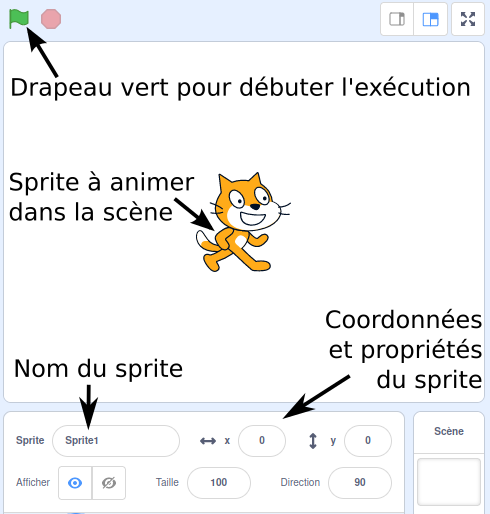 Drapeau vert pour débuter l'exécution
Sprite à animer
dans la scène
Coordonnées
et propriétés
du sprite
Nom du sprite
Sprite Sprite1 x 0 y 0
Scène
Afficher Taille 100 Direction 90